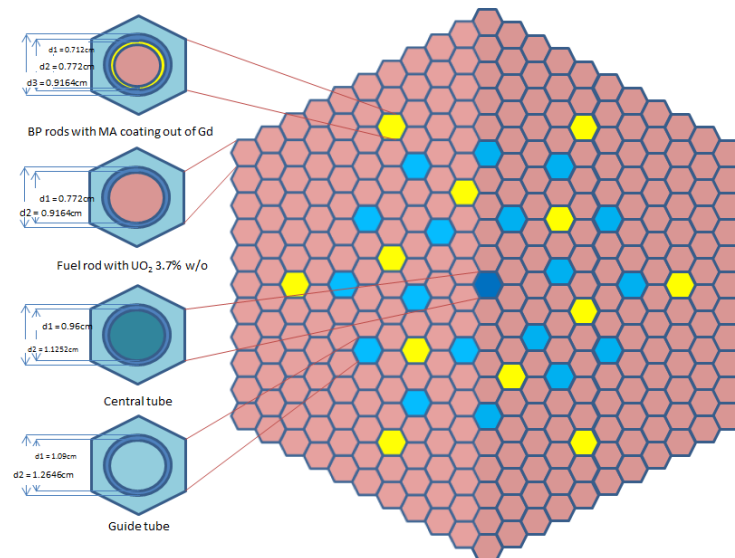 d1 = 0.712cm
d2 = 0.772cm
d3 = 0.9164cm
BP rods with MA coating out of Gd
d1 = 0.772cm
d2 = 0.9164cm
Fuel rod with UO₂ 3.7% w/o
d1 = 0.96cm
d2 = 1.1252cm
Central tube
d1 = 1.09cm
d2 = 1.2646cm
Guide tube